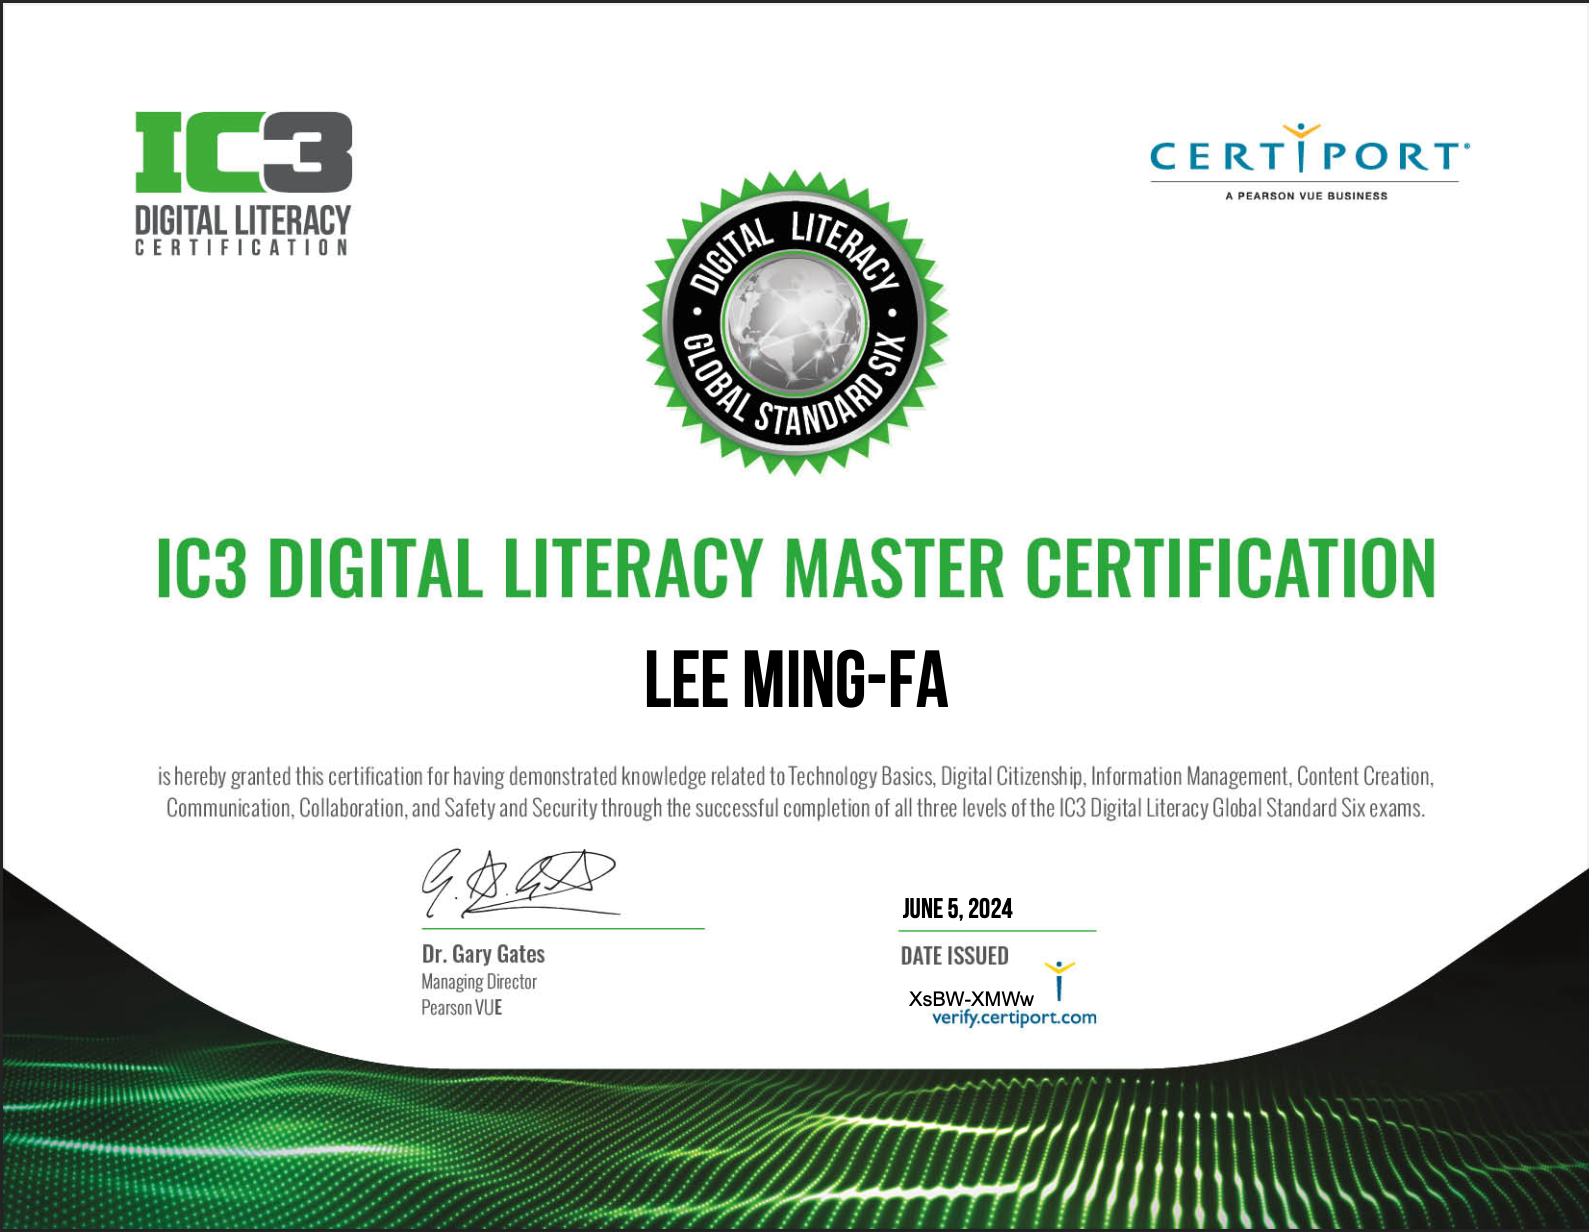 IC3
DIGITAL LITERACY
CERTIFICATION
CERTIPORT®
A PEARSON VUE BUSINESS
• DIGITAL LITERACY •
GLOBAL STANDARD SIX
IC3 DIGITAL LITERACY MASTER CERTIFICATION
LEE MING-FA
is hereby granted this certification for having demonstrated knowledge related to Technology Basics, Digital Citizenship, Information Management, Content Creation,
Communication, Collaboration, and Safety and Security through the successful completion of all three levels of the IC3 Digital Literacy Global Standard Six exams.
Dr. Gary Gates
Managing Director
Pearson VUE
JUNE 5, 2024
DATE ISSUED
XsBW-XMWw
verify.certiport.com